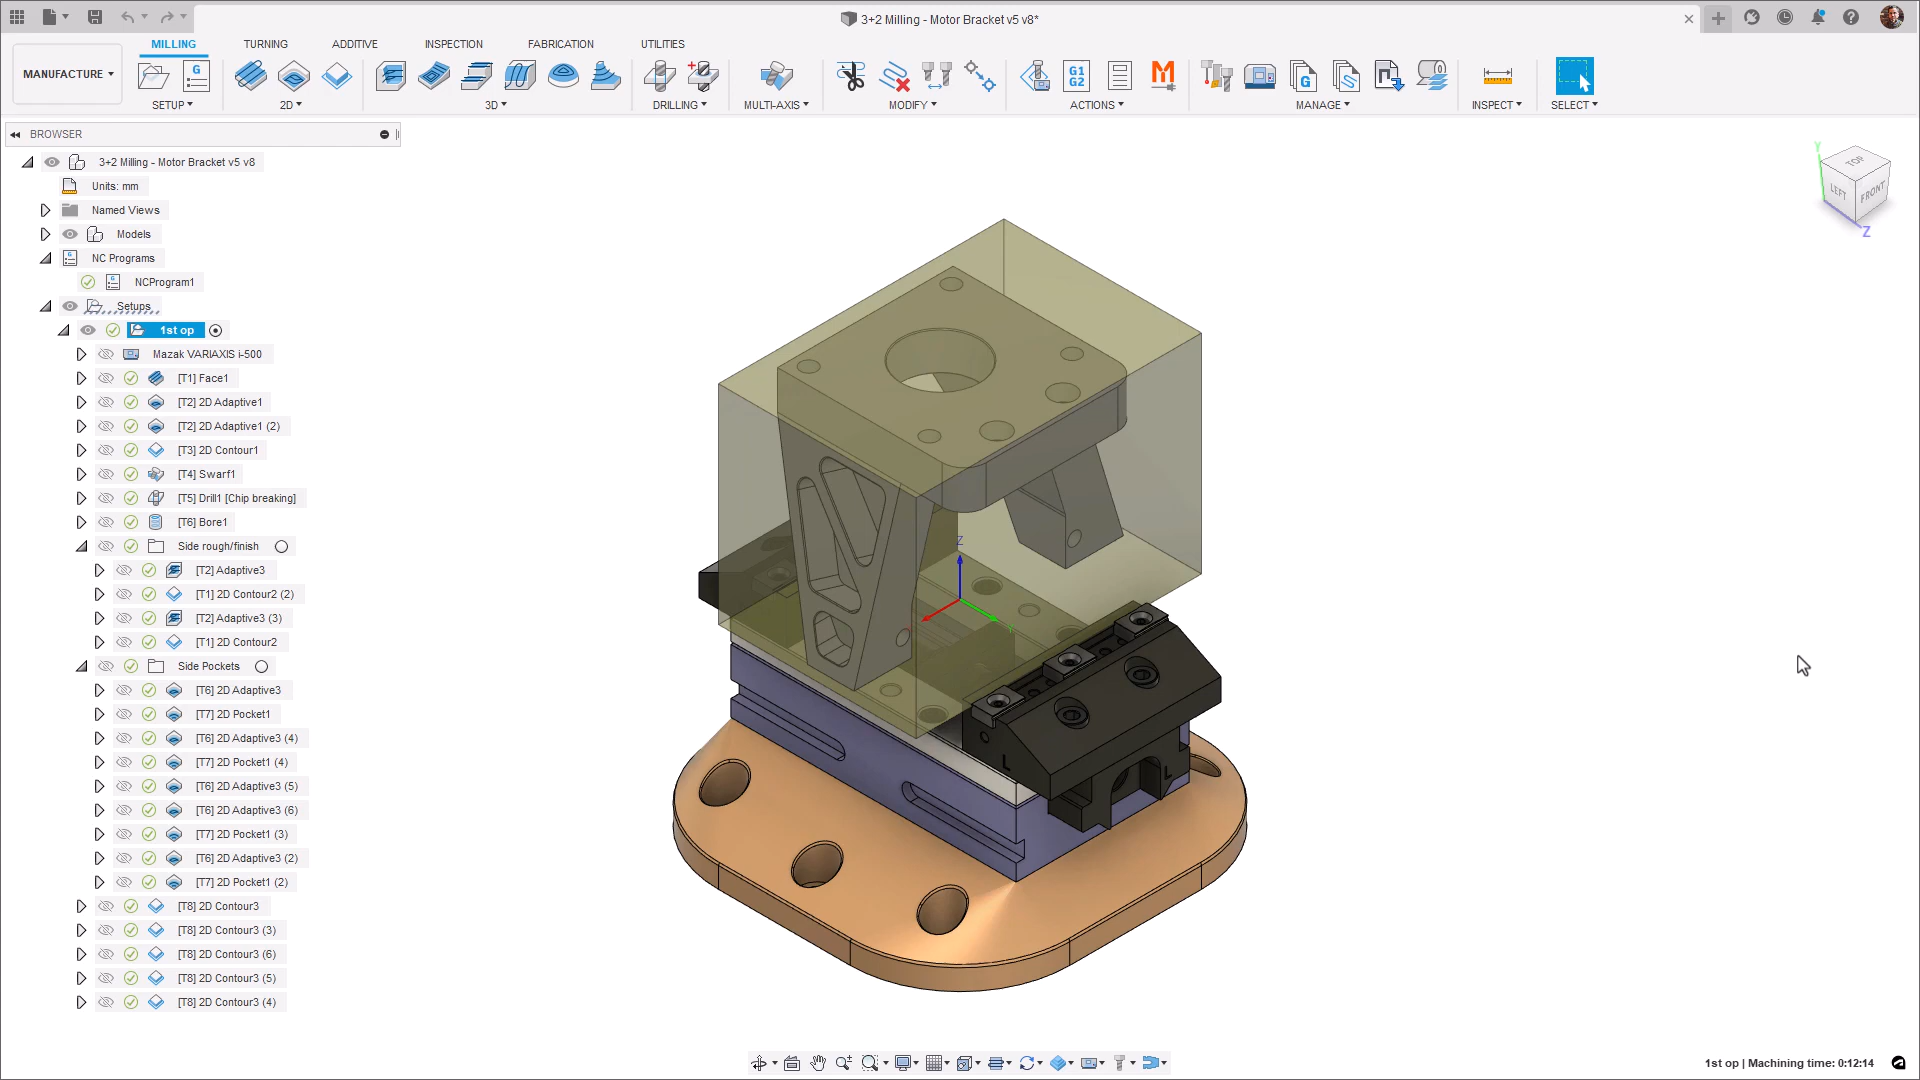 3+2 Milling - Motor Bracket v5 v8*
MILLING
TURNING
ADDITIVE
INSPECTION
FABRICATION
UTILITIES
MANUFACTURE
G
G1
G2
G
SETUP
2D
3D
DRILLING
MULTI-AXIS
MODIFY
ACTIONS
MANAGE
INSPECT
SELECT
BROWSER
3+2 Milling - Motor Bracket v5 v8
Units: mm
Named Views
Models
NC Programs
NCProgram1
Setups
1st op
Mazak VARIAXIS i-500
[T1] Face1
[T2] 2D Adaptive1
[T2] 2D Adaptive1 (2)
[T3] 2D Contour1
[T4] Swarf1
[T5] Drill1 [Chip breaking]
[T6] Bore1
Side rough/finish
[T2] Adaptive3
[T1] 2D Contour2 (2)
[T2] Adaptive3 (3)
[T1] 2D Contour2
Side Pockets
[T6] 2D Adaptive3
[T7] 2D Pocket1
[T6] 2D Adaptive3 (4)
[T7] 2D Pocket1 (4)
[T6] 2D Adaptive3 (5)
[T6] 2D Adaptive3 (6)
[T7] 2D Pocket1 (3)
[T6] 2D Adaptive3 (2)
[T7] 2D Pocket1 (2)
[T8] 2D Contour3
[T8] 2D Contour3 (3)
[T8] 2D Contour3 (6)
[T8] 2D Contour3 (5)
[T8] 2D Contour3 (4)
Y
TOP
LEFT
FRONT
Z
Z
Y
L
L
1st op | Machining time: 0:12:14